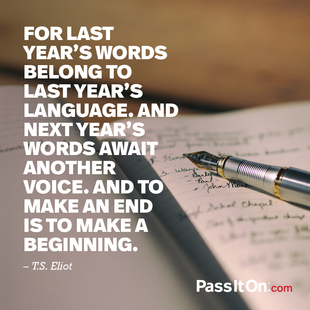 FOR LAST
YEAR’S WORDS
BELONG TO
LAST YEAR’S
LANGUAGE. AND
NEXT YEAR’S
WORDS AWAIT
ANOTHER
VOICE. AND TO
MAKE AN END
IS TO MAKE A
BEGINNING.
– T.S. Eliot
PassItOn.com